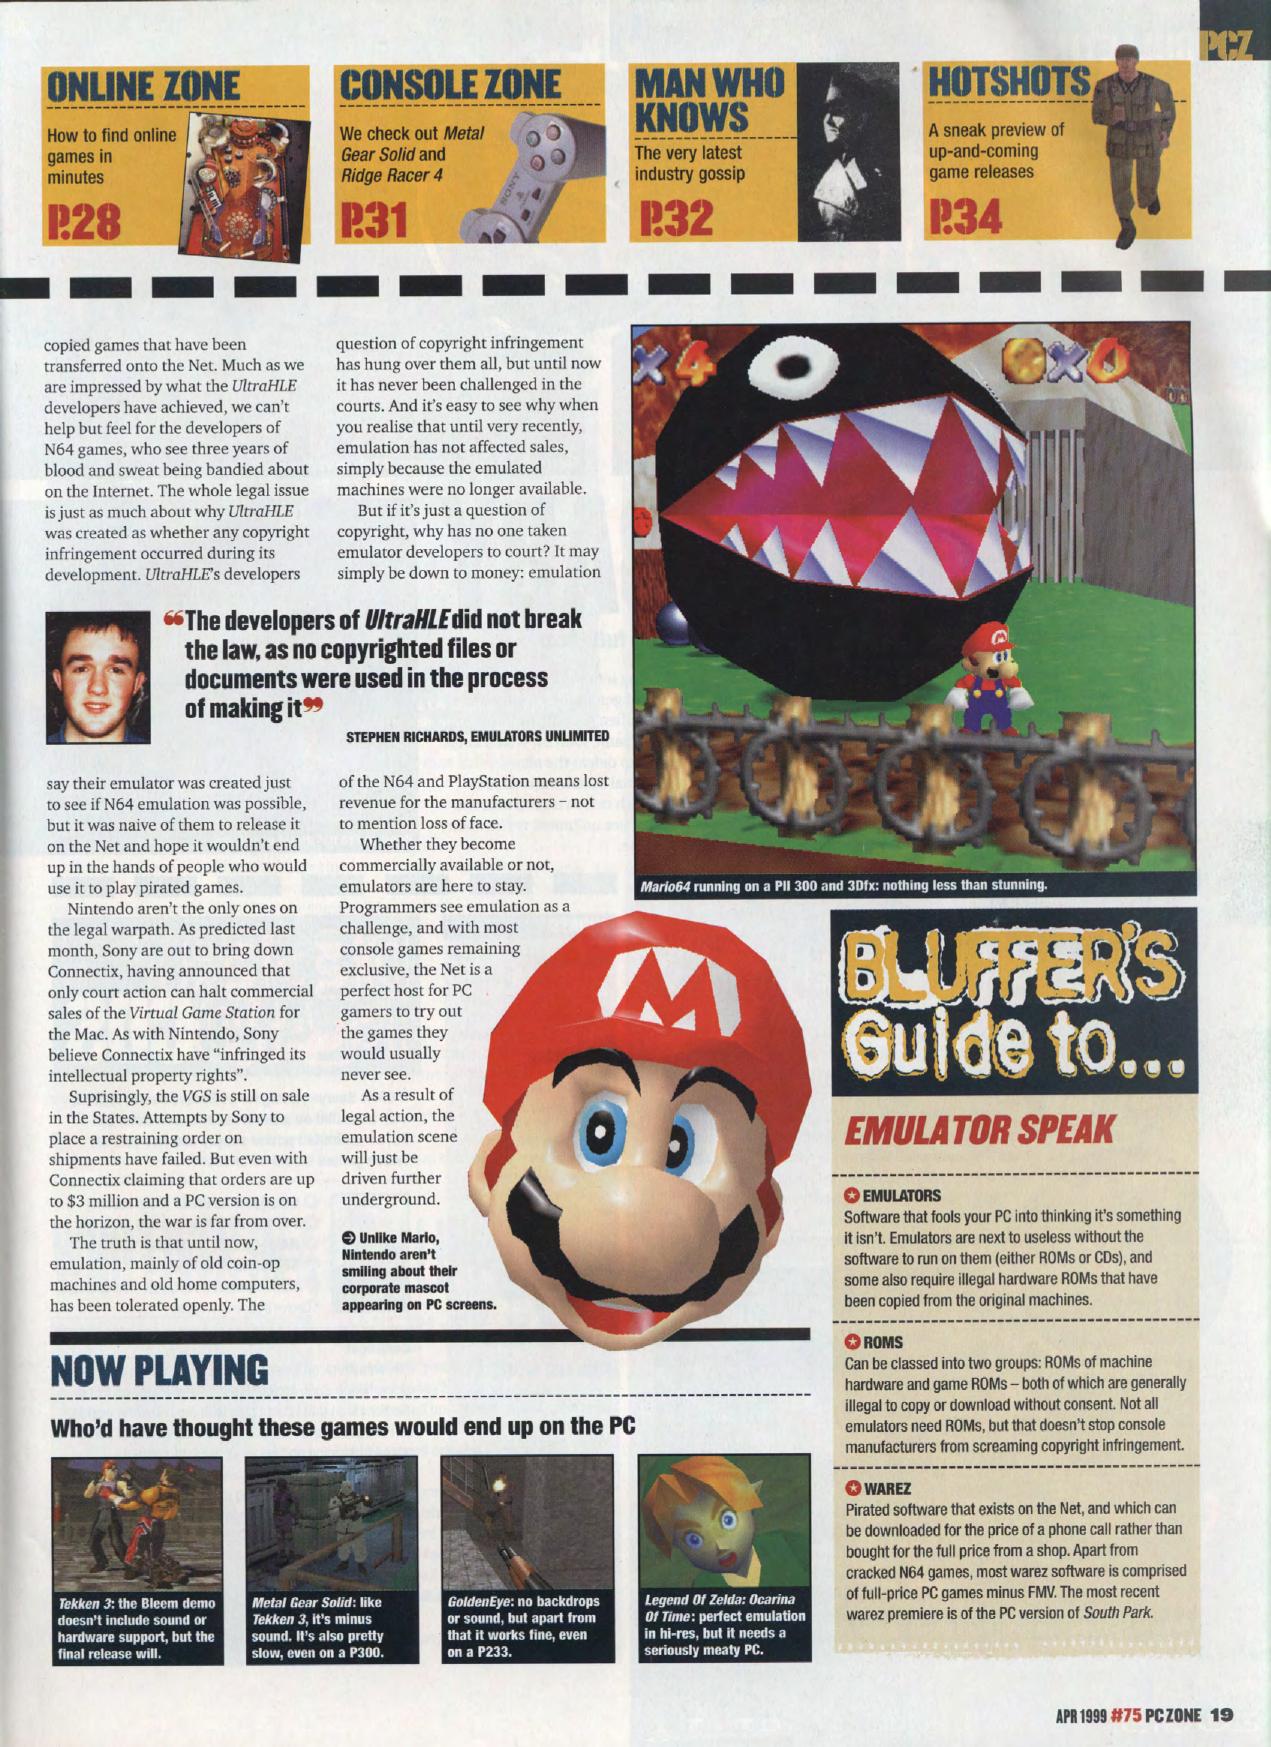 PCZ
ONLINE ZONE
How to find online
games in
minutes
P.28
CONSOLE ZONE
We check out Metal
Gear Solid and
Ridge Racer 4
SONY
P.31
MAN WHO
KNOWS
The very latest
industry gossip
P.32
HOTSHOTS
A sneak preview of
up-and-coming
game releases
P.34
copied games that have been
transferred onto the Net. Much as we
are impressed by what the UltraHLE
developers have achieved, we can't
help but feel for the developers of
N64 games, who see three years of
blood and sweat being bandied about
on the Internet. The whole legal issue
is just as much about why UltraHLE
was created as whether any copyright
infringement occurred during its
development. UltraHLE's developers
question of copyright infringement
has hung over them all, but until now
it has never been challenged in the
courts. And it's easy to see why when
you realise that until very recently,
emulation has not affected sales,
simply because the emulated
machines were no longer available.
But if it's just a question of
copyright, why has no one taken
emulator developers to court? It may
simply be down to money: emulation
“The developers of UltraHLE did not break
the law, as no copyrighted files or
documents were used in the process
of making it”
STEPHEN RICHARDS, EMULATORS UNLIMITED
say their emulator was created just
to see if N64 emulation was possible,
but it was naive of them to release it
on the Net and hope it wouldn't end
up in the hands of people who would
use it to play pirated games.
Nintendo aren't the only ones on
the legal warpath. As predicted last
month, Sony are out to bring down
Connectix, having announced that
only court action can halt commercial
sales of the Virtual Game Station for
the Mac. As with Nintendo, Sony
believe Connectix have “infringed its
intellectual property rights”.
Suprisingly, the VGS is still on sale
in the States. Attempts by Sony to
place a restraining order on
shipments have failed. But even with
Connectix claiming that orders are up
to $3 million and a PC version is on
the horizon, the war is far from over.
The truth is that until now,
emulation, mainly of old coin-op
machines and old home computers,
has been tolerated openly. The
of the N64 and PlayStation means lost
revenue for the manufacturers – not
to mention loss of face.
Whether they become
commercially available or not,
emulators are here to stay.
Programmers see emulation as a
challenge, and with most
console games remaining
exclusive, the Net is a
perfect host for PC
gamers to try out
the games they
would usually
never see.
As a result of
legal action, the
emulation scene
will just be
driven further
underground.
Unlike Mario,
Nintendo aren't
smiling about their
corporate mascot
appearing on PC screens.
M
× 4
× 0
Mario64 running on a PII 300 and 3Dfx: nothing less than stunning.
BLUFFER'S
Guide to...
EMULATOR SPEAK
EMULATORS
Software that fools your PC into thinking it's something
it isn't. Emulators are next to useless without the
software to run on them (either ROMs or CDs), and
some also require illegal hardware ROMs that have
been copied from the original machines.
ROMS
Can be classed into two groups: ROMs of machine
hardware and game ROMs – both of which are generally
illegal to copy or download without consent. Not all
emulators need ROMs, but that doesn't stop console
manufacturers from screaming copyright infringement.
WAREZ
Pirated software that exists on the Net, and which can
be downloaded for the price of a phone call rather than
bought for the full price from a shop. Apart from
cracked N64 games, most warez software is comprised
of full-price PC games minus FMV. The most recent
warez premiere is of the PC version of South Park.
NOW PLAYING
Who'd have thought these games would end up on the PC
Tekken 3: the Bleem demo
doesn't include sound or
hardware support, but the
final release will.
Metal Gear Solid: like
Tekken 3, it's minus
sound. It's also pretty
slow, even on a P300.
GoldenEye: no backdrops
or sound, but apart from
that it works fine, even
on a P233.
Legend Of Zelda: Ocarina
Of Time: perfect emulation
in hi-res, but it needs a
seriously meaty PC.
APR 1999 #75 PC ZONE 19